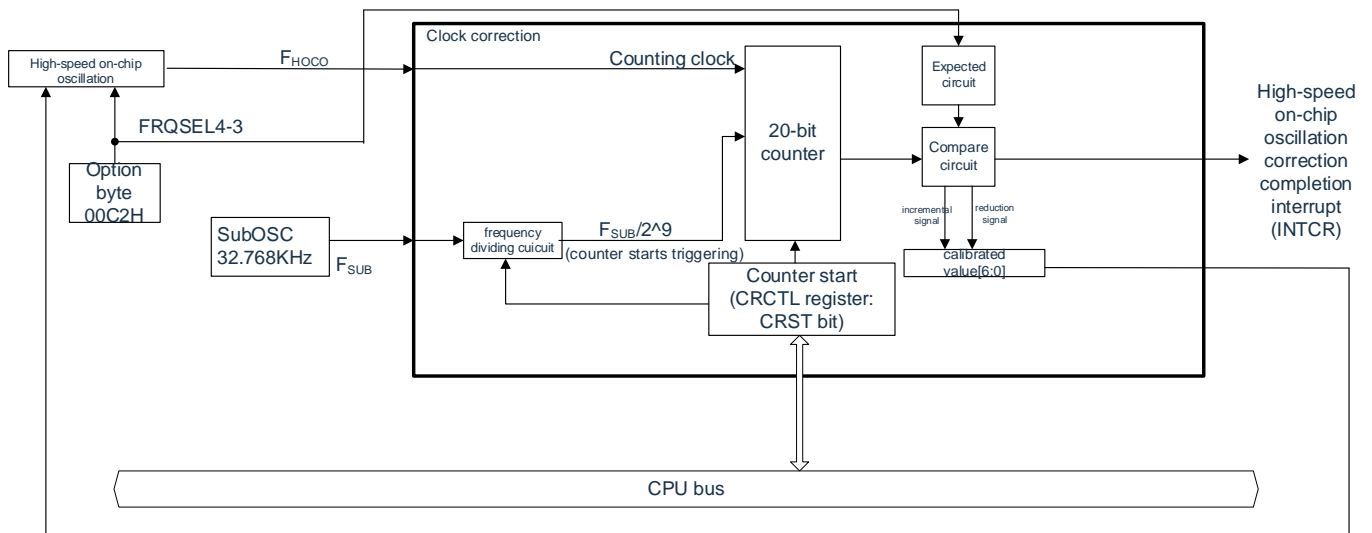 Clock correction
High-speed on-chip
oscillation
F_HOCO
Counting clock
FRQSEL4-3
Option
byte
00C2H
SubOSC
32.768KHz
F_SUB
frequency
dividing cuicuit
F_SUB/2^9
(counter starts triggering)
20-bit
counter
Counter start
(CRCTL register:
CRST bit)
Expected
circuit
Compare
circuit
incremental
signal
reduction
signal
calibrated
value[6:0]
High-speed
on-chip
oscillation
correction
completion
interrupt
(INTCR)
CPU bus